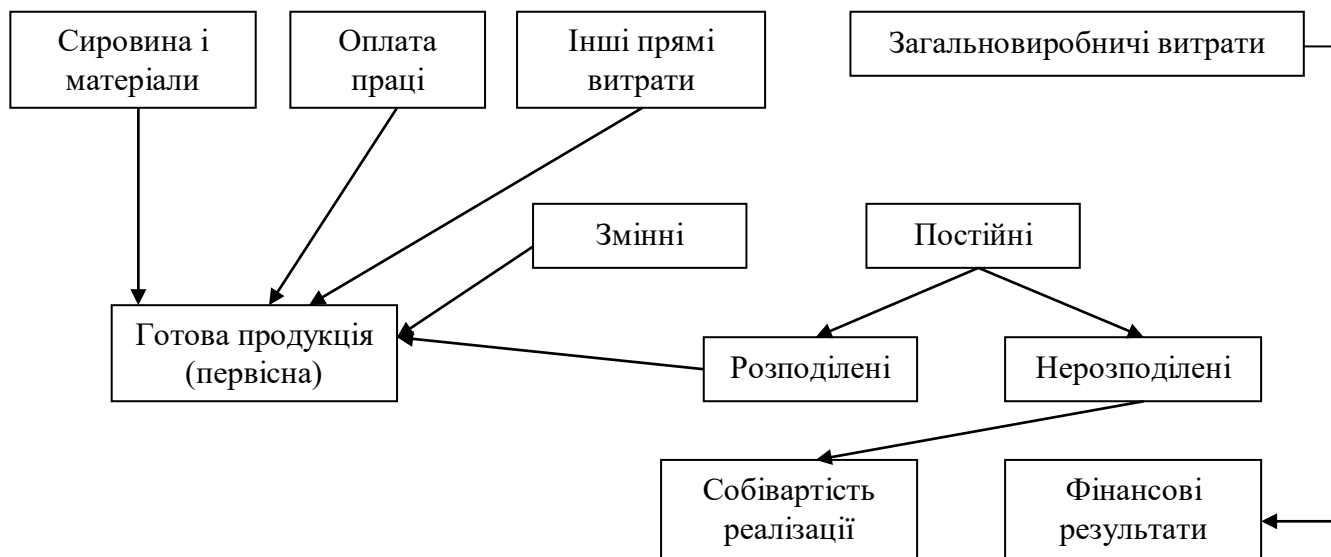 Сировина і
матеріали
Оплата
праці
Інші прямі
витрати
Загальновиробничі витрати
Змінні
Постійні
Готова продукція
(первісна)
Розподілені
Нерозподілені
Собівартість
реалізації
Фінансові
результати